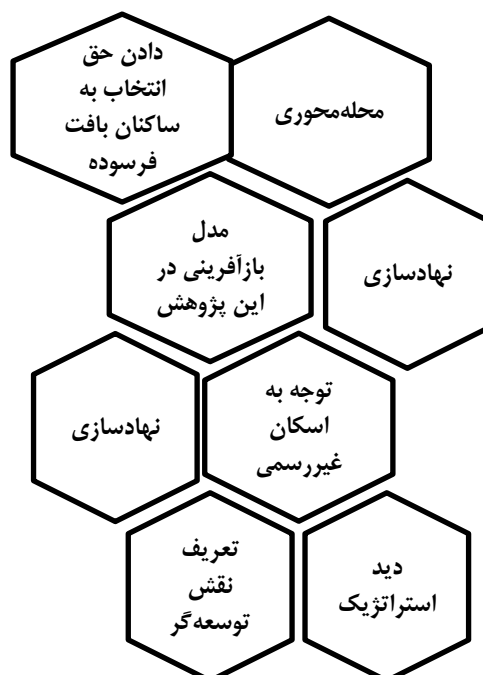 محله‌محوری
دادن حق
انتخاب به
ساکنان بافت
فرسوده
نهادسازی
مدل
بازآفرینی در
این پژوهش
توجه به
اسکان
غیررسمی
نهادسازی
دید
استراتژیک
تعریف
نقش
توسعه‌گر